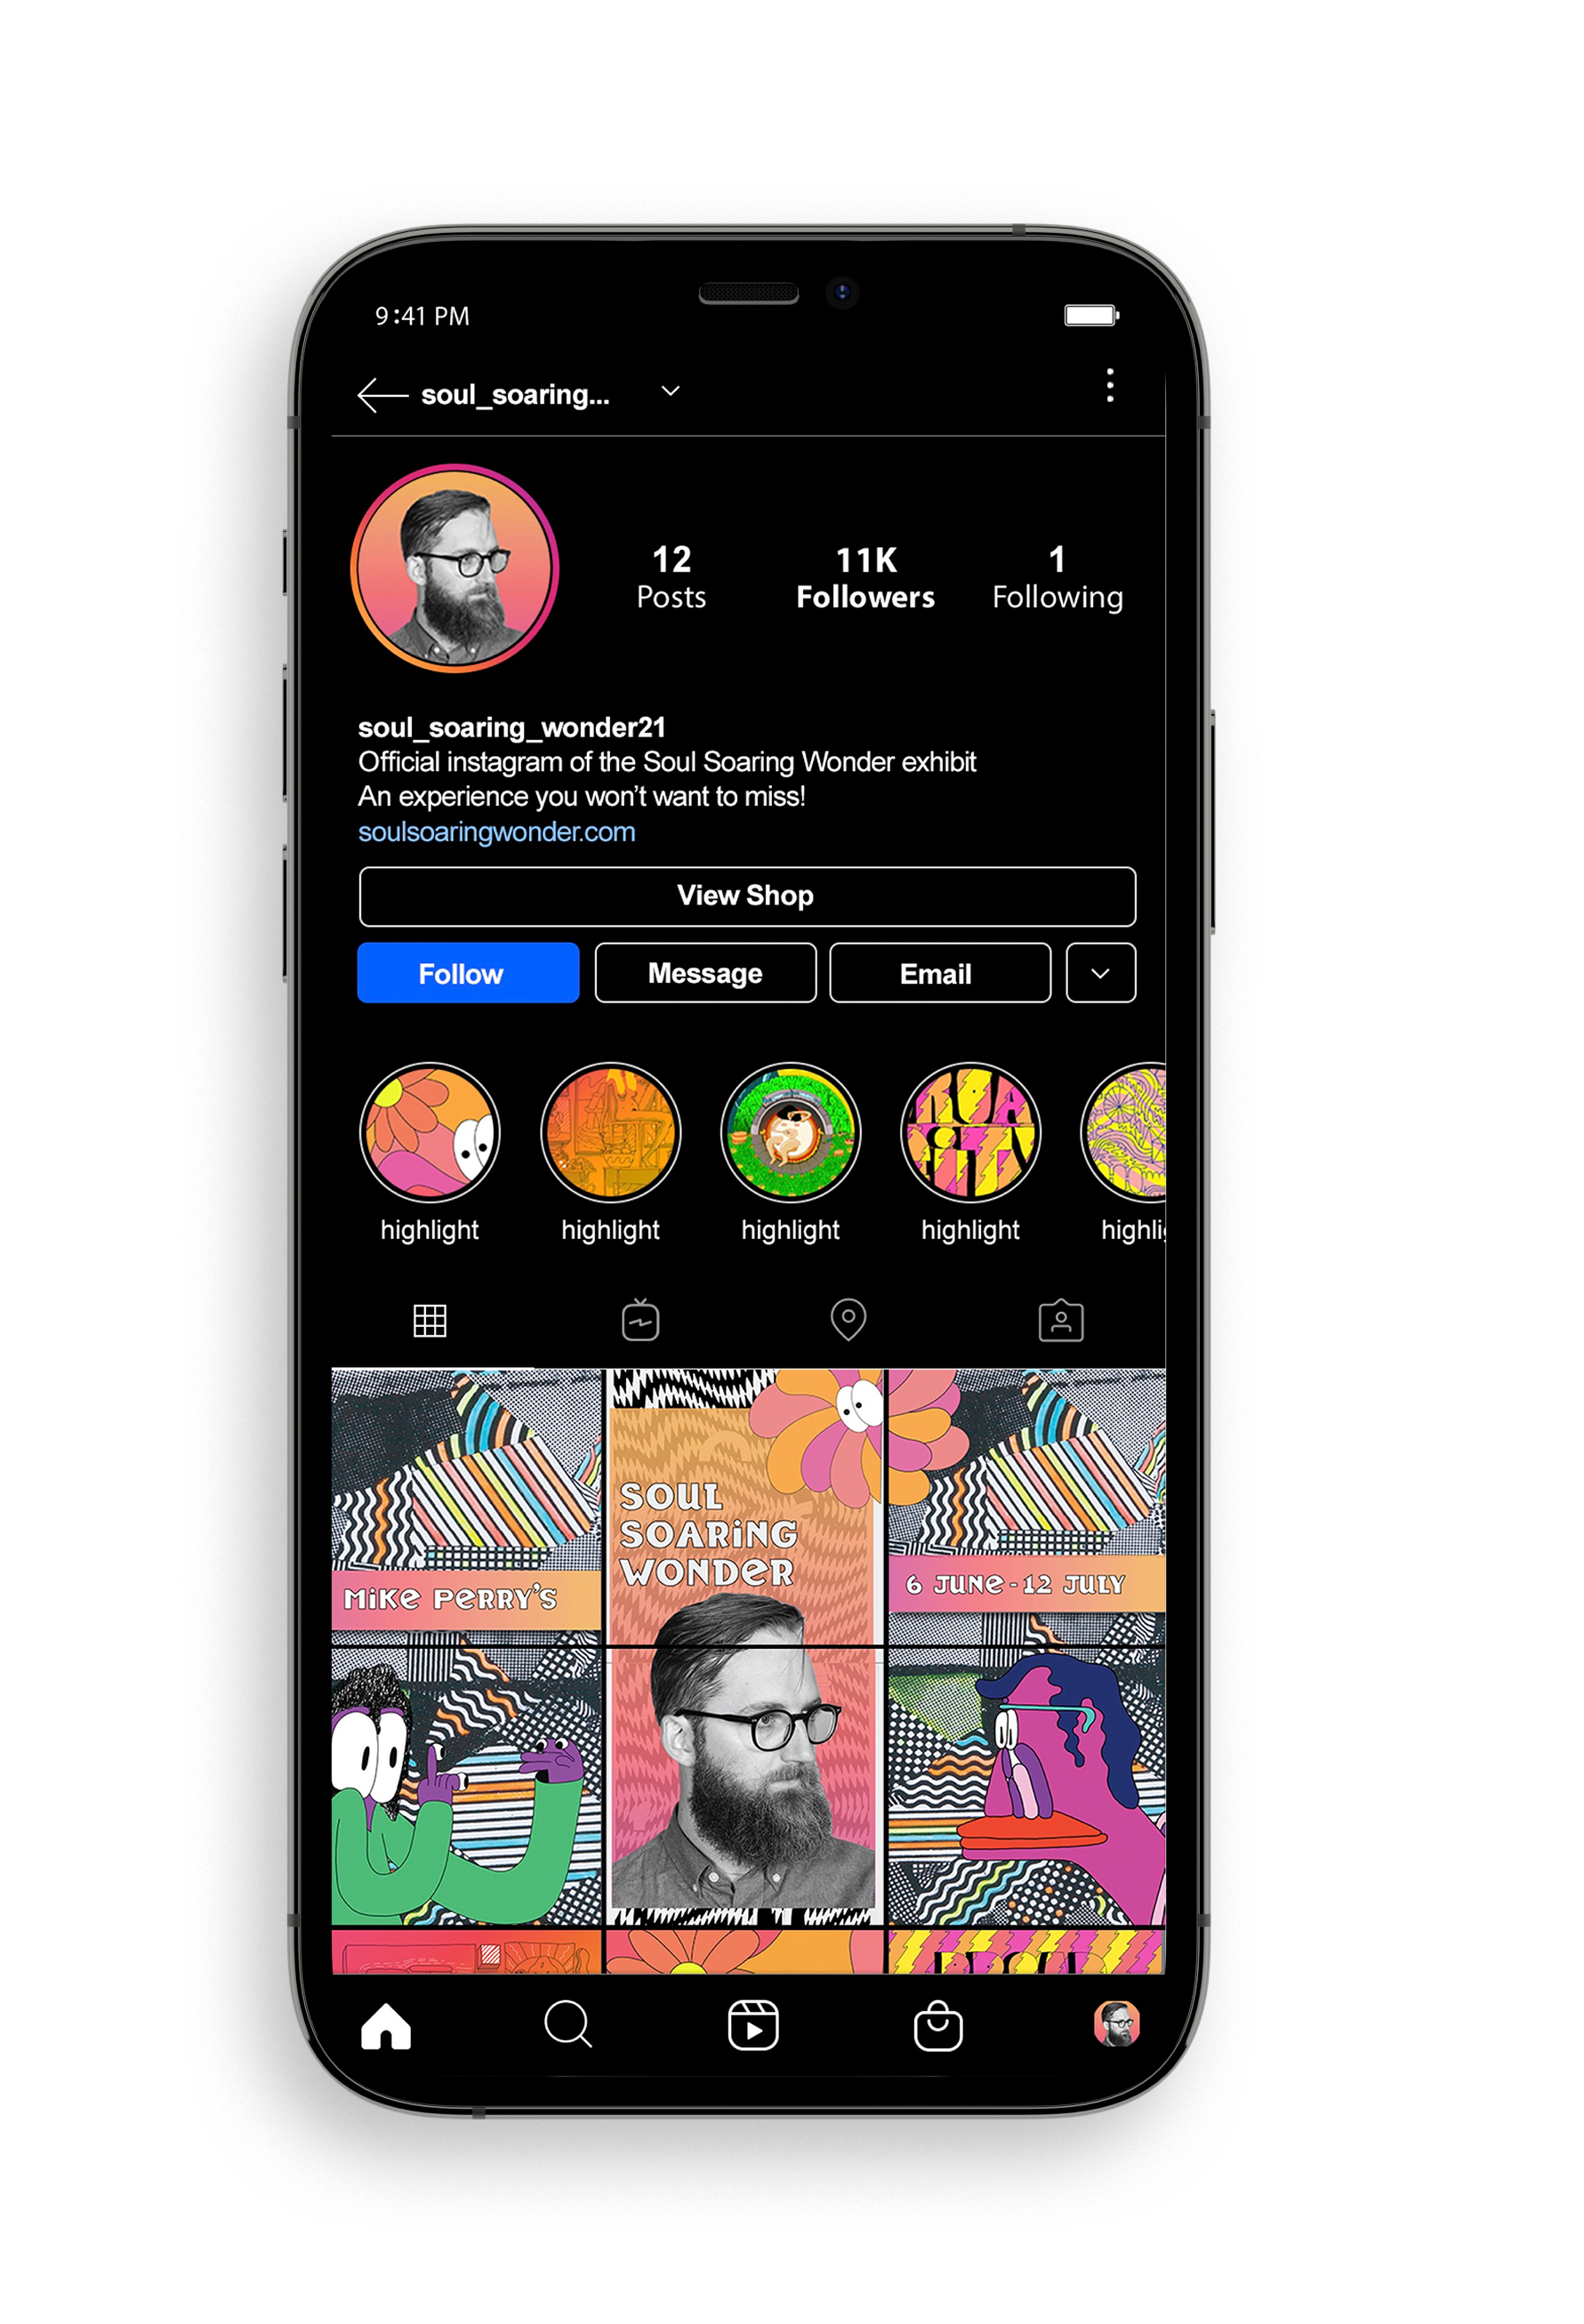 9:41 PM
soul_soaring...
12
Posts
11K
Followers
1
Following
soul_soaring_wonder21
Official instagram of the Soul Soaring Wonder exhibit
An experience you won't want to miss!
soulsoaringwonder.com
View Shop
Follow
Message
Email
highlight
highlight
highlight
highlight
highli
MiKe PeRRY'S
SOUL
SOARiNG
WONDeR
6 JUNe - 12 JULY